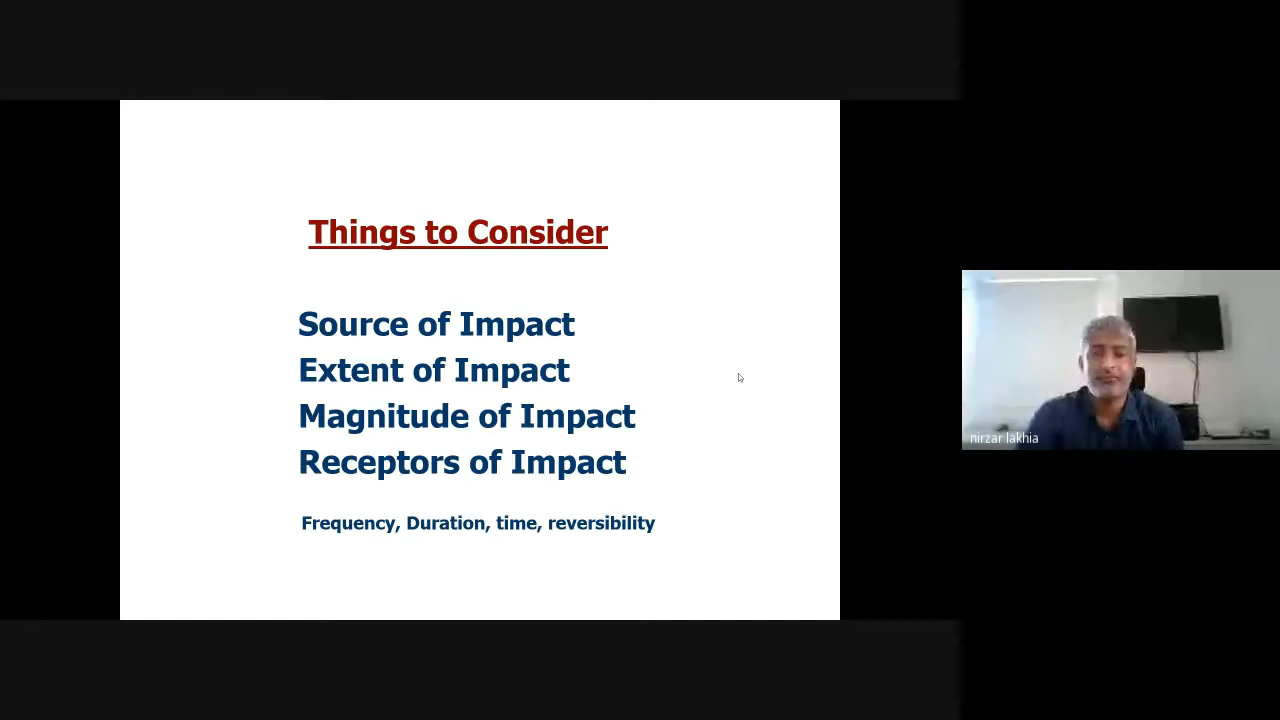 Things to Consider
Source of Impact
Extent of Impact
Magnitude of Impact
Receptors of Impact
Frequency, Duration, time, reversibility
nirzar lakhia